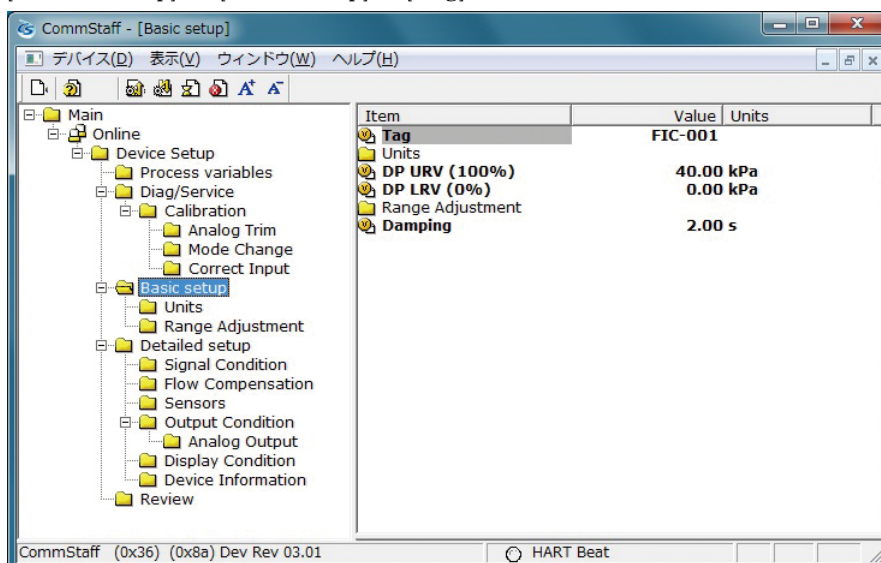 CommStaff - [Basic setup]
デバイス(D) 表示(V) ウィンドウ(W) ヘルプ(H)
Main
Online
Device Setup
Process variables
Diag/Service
Calibration
Analog Trim
Mode Change
Correct Input
Basic setup
Units
Range Adjustment
Detailed setup
Signal Condition
Flow Compensation
Sensors
Output Condition
Analog Output
Display Condition
Device Information
Review
Item Value Units
Tag FIC-001
Units
DP URV (100%) 40.00 kPa
DP LRV (0%) 0.00 kPa
Range Adjustment
Damping 2.00 s
CommStaff (0x36) (0x8a) Dev Rev 03.01 HART Beat